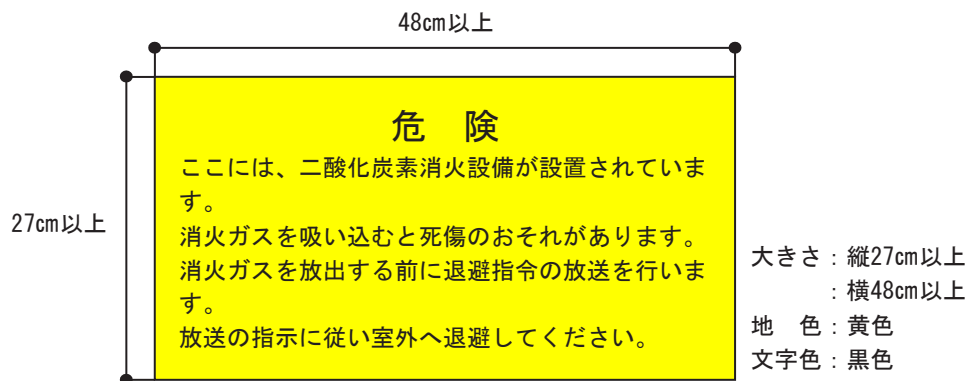 48㎝以上
27㎝以上
危　険
ここには、二酸化炭素消火設備が設置されていま
す。
消火ガスを吸い込むと死傷のおそれがあります。
消火ガスを放出する前に退避指令の放送を行いま
す。
放送の指示に従い室外へ退避してください。
大きさ：縦27㎝以上
：横48㎝以上
地　色：黄色
文字色：黒色